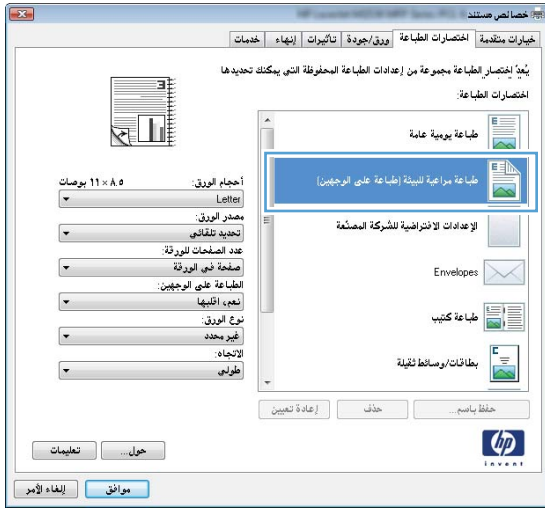 خصائص مستند
خيارات متقدمة
اختصارات الطباعة
ورق/جودة
تأثيرات
إنهاء
خدمات
يُعدّ إختصار الطباعة مجموعة من إعدادات الطباعة المحفوظة التي يمكنك تحديدها
اختصارات الطباعة:
طباعة يومية عامة
طباعة مراعية للبيئة (طباعة على الوجهين)
الإعدادات الافتراضية للشركة المصنّعة
Envelopes
طباعة كتيب
بطاقات/وسائط ثقيلة
أحجام الورق:
٨.٥ × ١١ بوصات
Letter
مصدر الورق:
تحديد تلقائي
عدد الصفحات للورقة:
صفحة في الورقة
الطباعة على الوجهين:
نعم، اقلبها
نوع الورق:
غير محدد
الاتجاه:
طولي
حفظ باسم...
حذف
إعادة تعيين
hp
invent
حول...
تعليمات
موافق
إلغاء الأمر